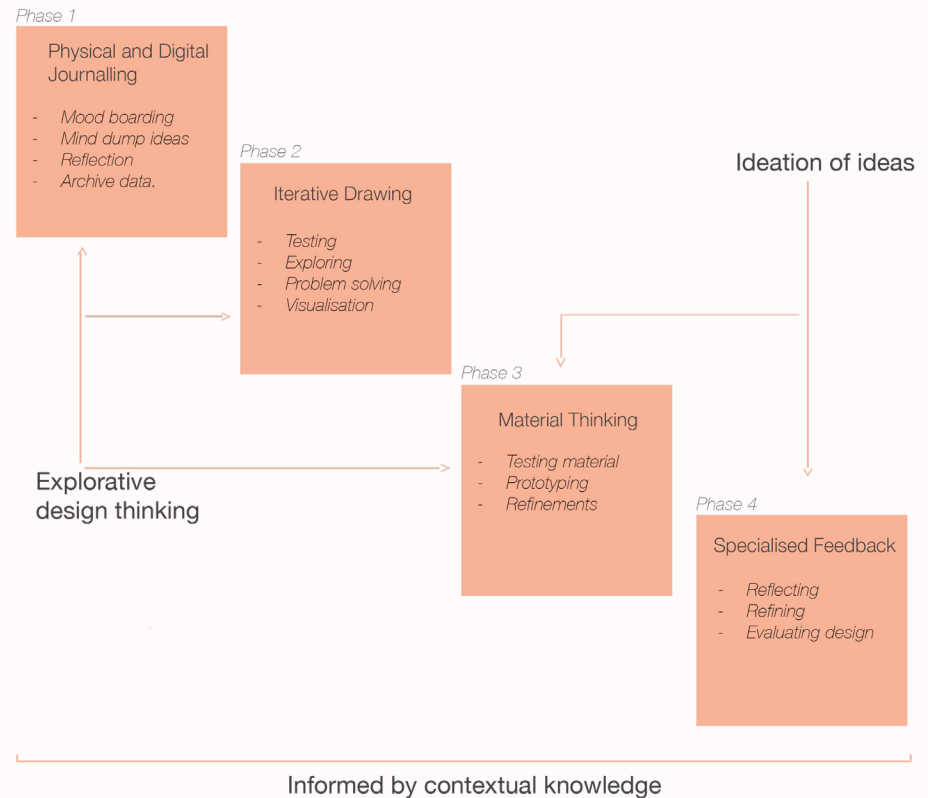 Phase 1
Physical and Digital
Journalling
- Mood boarding
- Mind dump ideas
- Reflection
- Archive data.
Phase 2
Iterative Drawing
- Testing
- Exploring
- Problem solving
- Visualisation
Ideation of ideas
Phase 3
Material Thinking
- Testing material
- Prototyping
- Refinements
Explorative
design thinking
Phase 4
Specialised Feedback
- Reflecting
- Refining
- Evaluating design
Informed by contextual knowledge